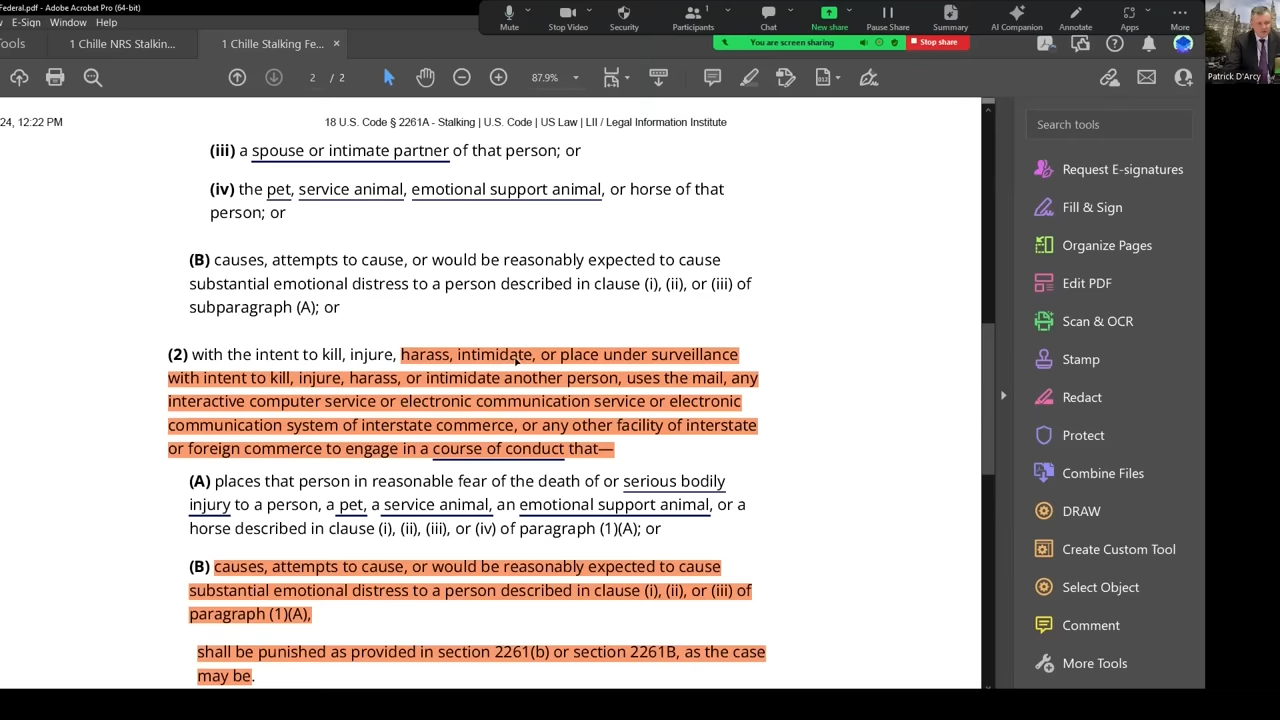 Federal.pdf - Adobe Acrobat Pro (64-bit)
E-Sign Window Help
Mute
Stop Video
Security
Participants
1
Chat
New share
Pause Share
Summary
AI Companion
Annotate
Apps
More
You are screen sharing
Stop share
Tools
1 Chille NRS Stalkin...
1 Chille Stalking Fe... ×
Patrick D'Arcy
2 / 2
87.9%
24, 12:22 PM
18 U.S. Code § 2261A - Stalking | U.S. Code | US Law | LII / Legal Information Institute
(iii) a spouse or intimate partner of that person; or
(iv) the pet, service animal, emotional support animal, or horse of that
person; or
(B) causes, attempts to cause, or would be reasonably expected to cause
substantial emotional distress to a person described in clause (i), (ii), or (iii) of
subparagraph (A); or
(2) with the intent to kill, injure, harass, intimidate, or place under surveillance
with intent to kill, injure, harass, or intimidate another person, uses the mail, any
interactive computer service or electronic communication service or electronic
communication system of interstate commerce, or any other facility of interstate
or foreign commerce to engage in a course of conduct that—
(A) places that person in reasonable fear of the death of or serious bodily
injury to a person, a pet, a service animal, an emotional support animal, or a
horse described in clause (i), (ii), (iii), or (iv) of paragraph (1)(A); or
(B) causes, attempts to cause, or would be reasonably expected to cause
substantial emotional distress to a person described in clause (i), (ii), or (iii) of
paragraph (1)(A),
shall be punished as provided in section 2261(b) or section 2261B, as the case
may be.
Search tools
Request E-signatures
Fill & Sign
Organize Pages
Edit PDF
Scan & OCR
Stamp
Redact
Protect
Combine Files
DRAW
Create Custom Tool
Select Object
Comment
More Tools